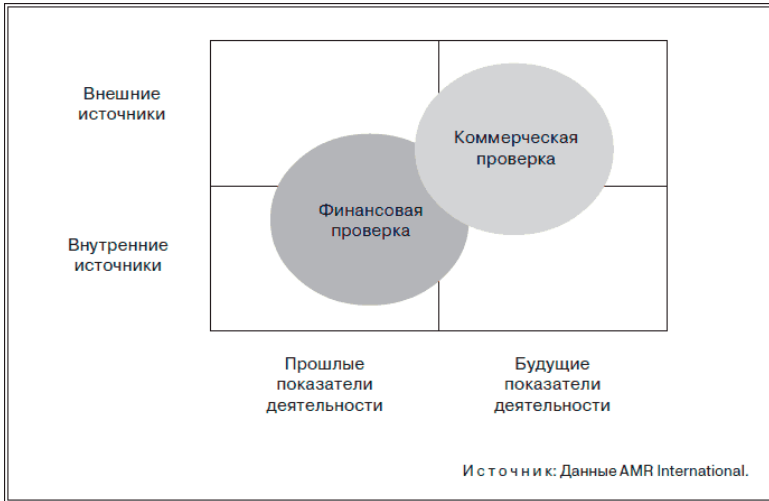 Внешние
источники
Коммерческая
проверка
Финансовая
проверка
Внутренние
источники
Прошлые
показатели
деятельности
Будущие
показатели
деятельности
Источник: Данные AMR International.